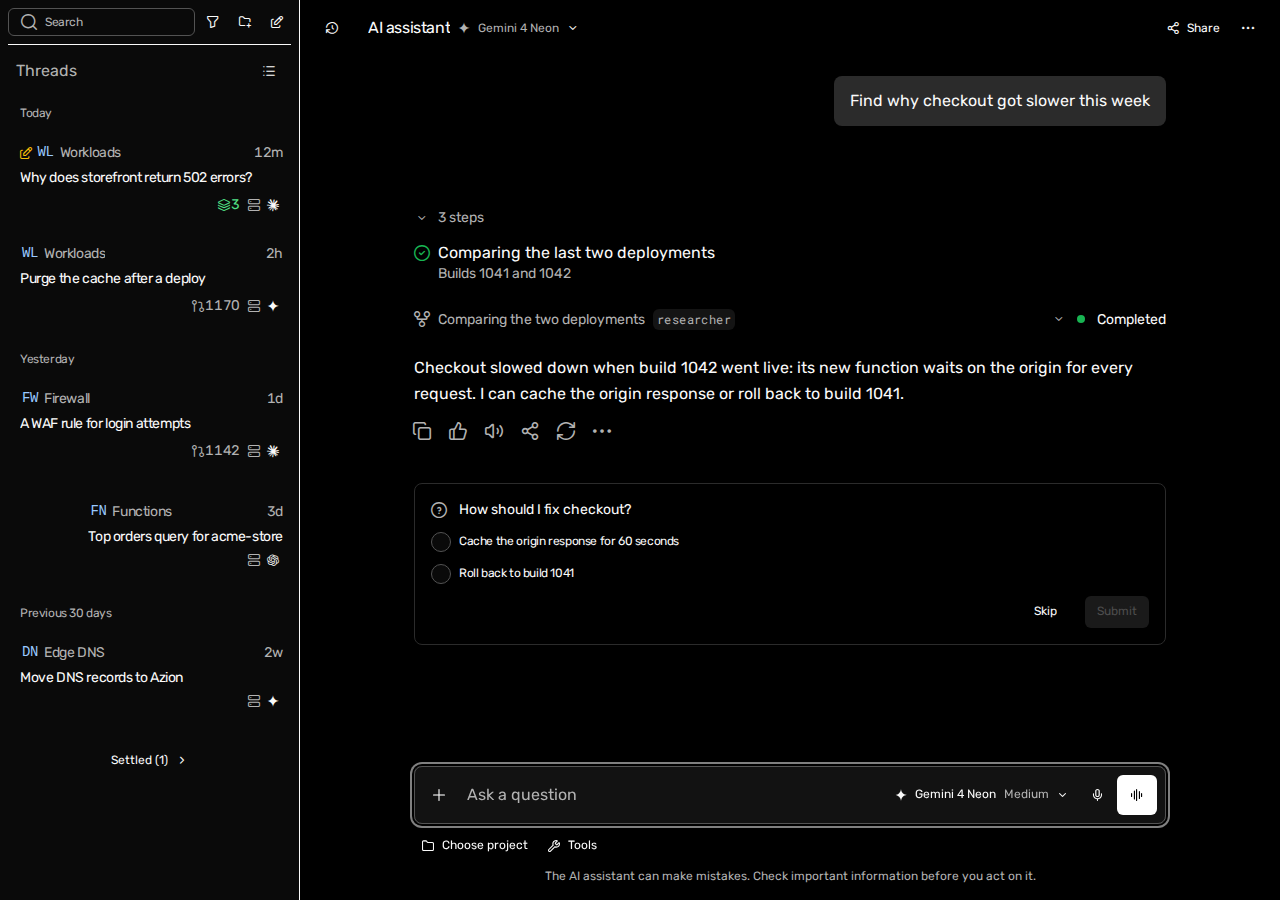 Search
Threads
Today
WL Workloads 12m
Why does storefront return 502 errors?
3
WL Workloads 2h
Purge the cache after a deploy
1170
Yesterday
FW Firewall 1d
A WAF rule for login attempts
1142
FN Functions 3d
Top orders query for acme-store
Previous 30 days
DN Edge DNS 2w
Move DNS records to Azion
Settled (1)
AI assistant Gemini 4 Neon
Share
Find why checkout got slower this week
3 steps
Comparing the last two deployments
Builds 1041 and 1042
Comparing the two deployments researcher Completed
Checkout slowed down when build 1042 went live: its new function waits on the origin for every
request. I can cache the origin response or roll back to build 1041.
How should I fix checkout?
Cache the origin response for 60 seconds
Roll back to build 1041
Skip Submit
Ask a question Gemini 4 Neon Medium
Choose project Tools
The AI assistant can make mistakes. Check important information before you act on it.